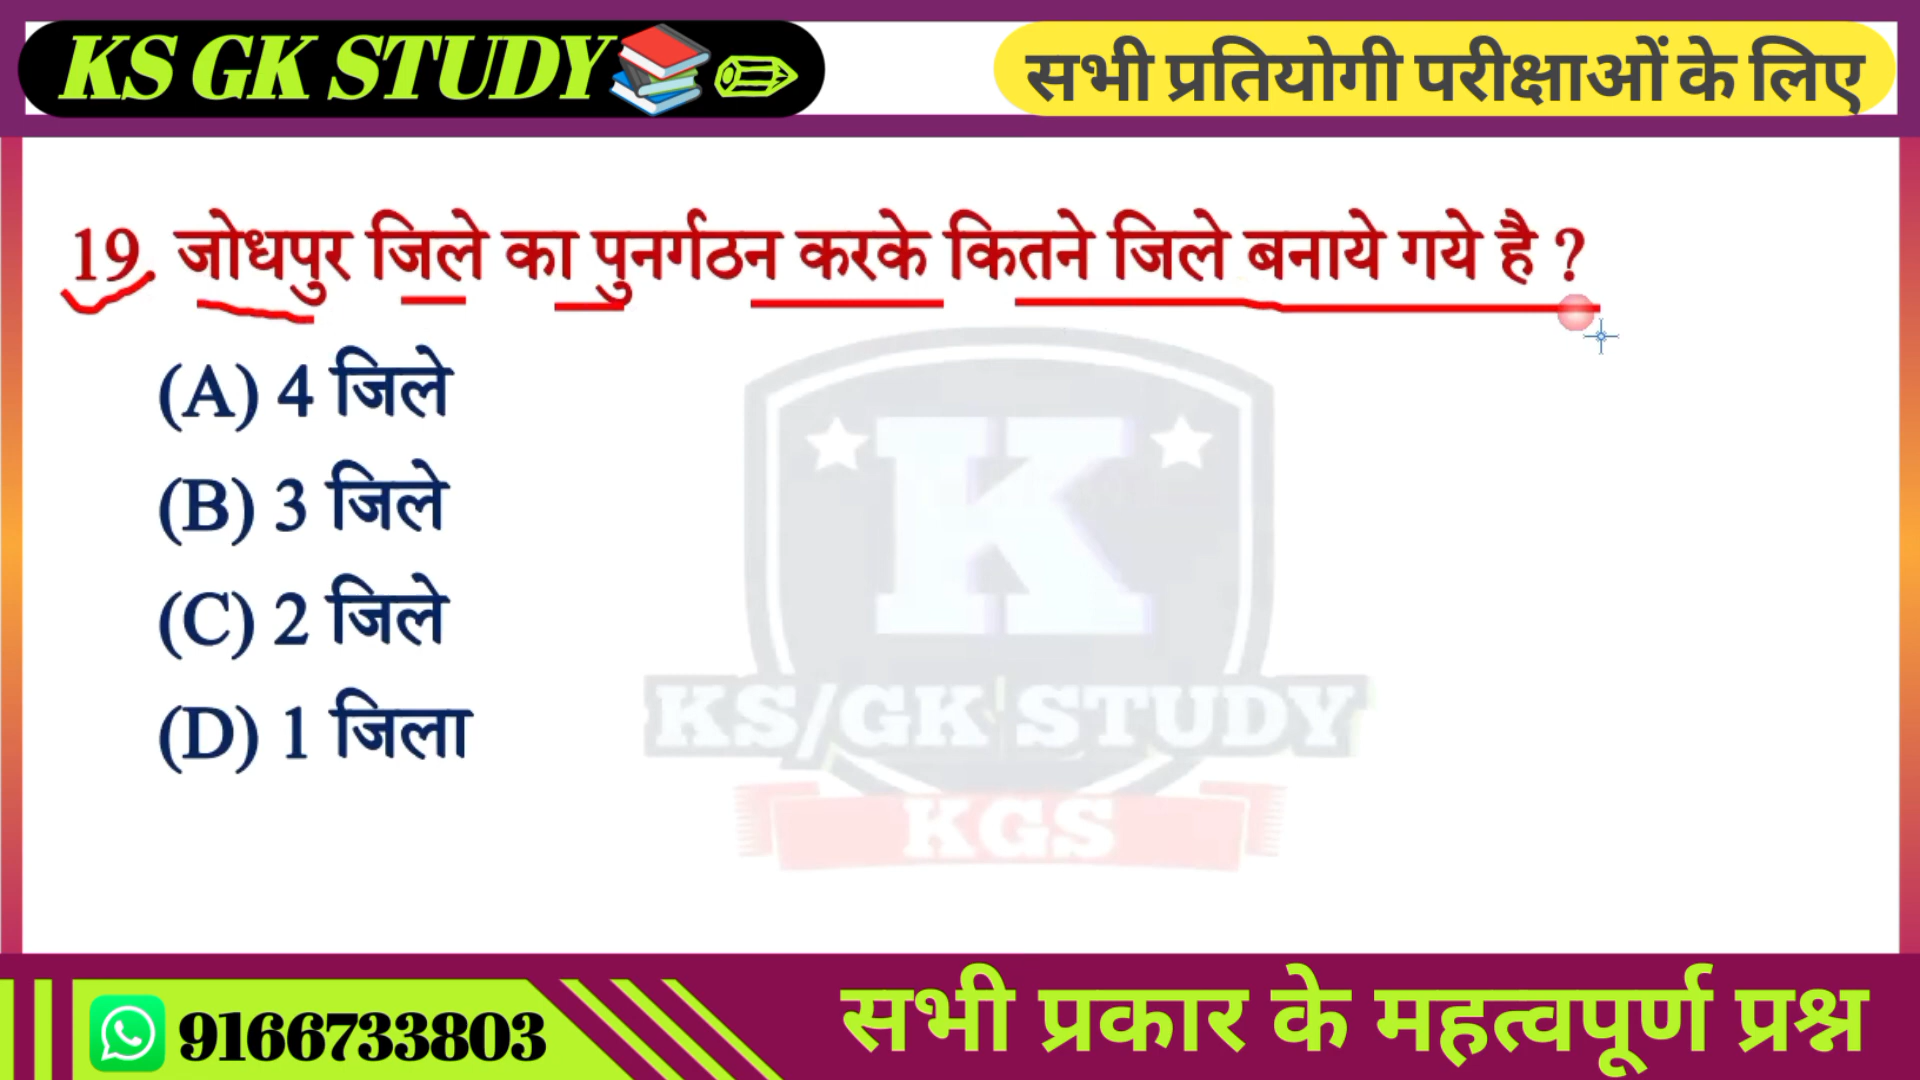 KS GK STUDY
सभी प्रतियोगी परीक्षाओं के लिए
19. जोधपुर जिले का पुनर्गठन करके कितने जिले बनाये गये है ?
(A) 4 जिले
(B) 3 जिले
(C) 2 जिले
(D) 1 जिला
K
KS/GK STUDY
KGS
9166733803
सभी प्रकार के महत्वपूर्ण प्रश्न